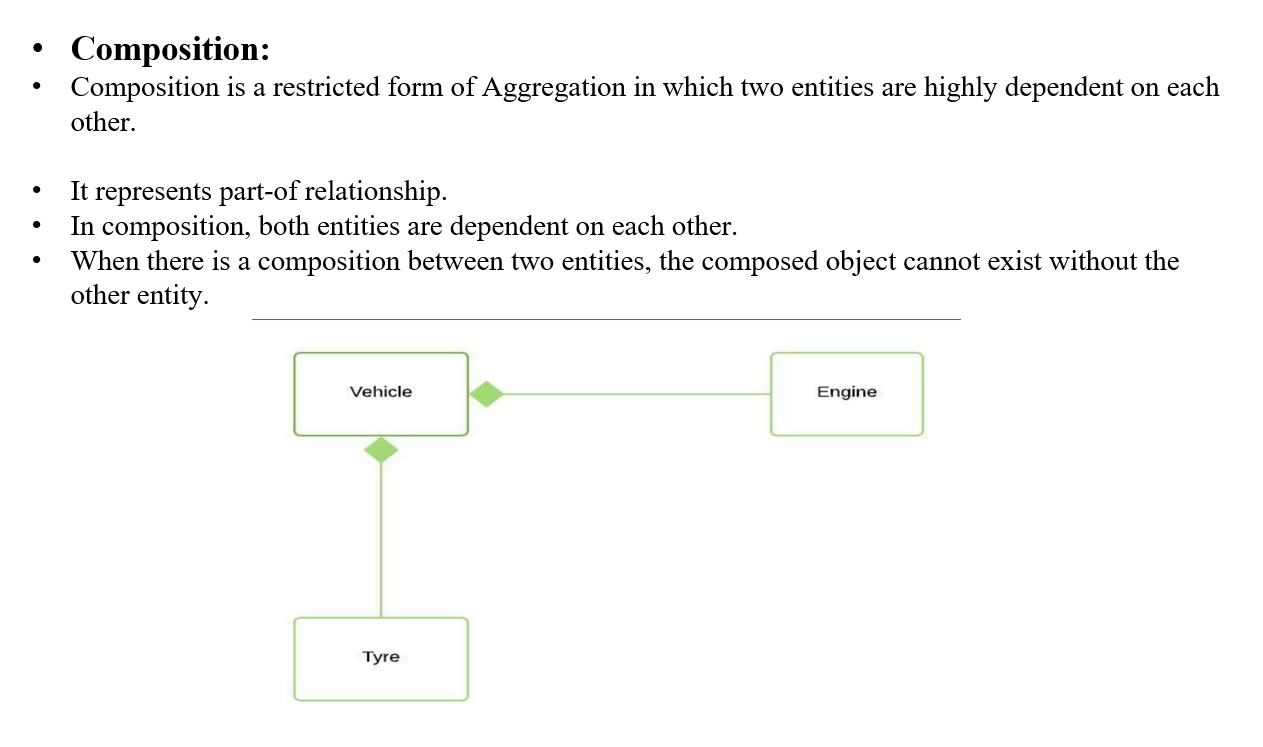 • Composition:
• Composition is a restricted form of Aggregation in which two entities are highly dependent on each
other.
• It represents part-of relationship.
• In composition, both entities are dependent on each other.
• When there is a composition between two entities, the composed object cannot exist without the
other entity.
Vehicle
Engine
Tyre